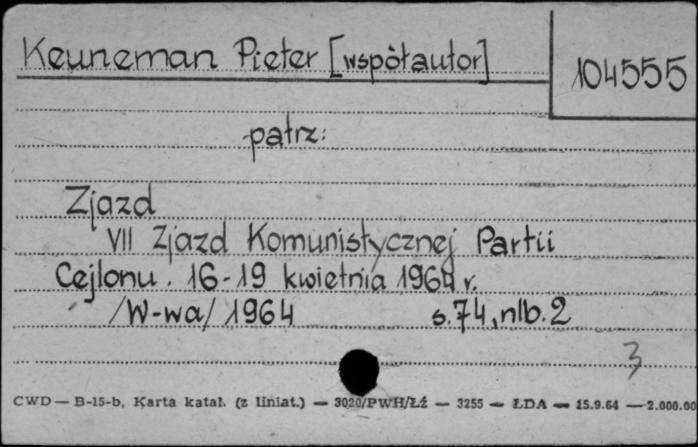 Keuneman Pieter [współautor]
104555
patrz:
Zjazd
VII Zjazd Komunistycznej Partii
Cejlonu. 16-19 kwietnia 1964 r.
/W-wa/ 1964 s.74, nlb.2
3
CWD — B-15-b, Karta katal. (z liniat.) — 3020/PWH/Łź — 3255 — ŁDA — 15.9.64 — 2.000.00